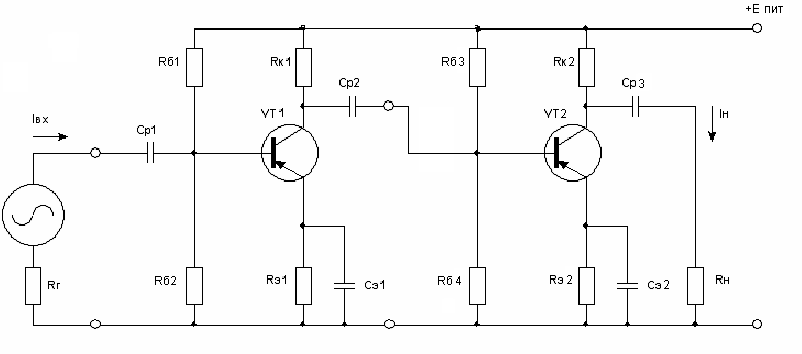 +E пит
Rб1
Rк1
Rб3
Rк2
Cр2
Cр3
Iвх
VT1
VT2
Iн
Cр1
Rг
Rб2
Rэ1
Cэ1
Rб4
Rэ2
Cэ2
Rн